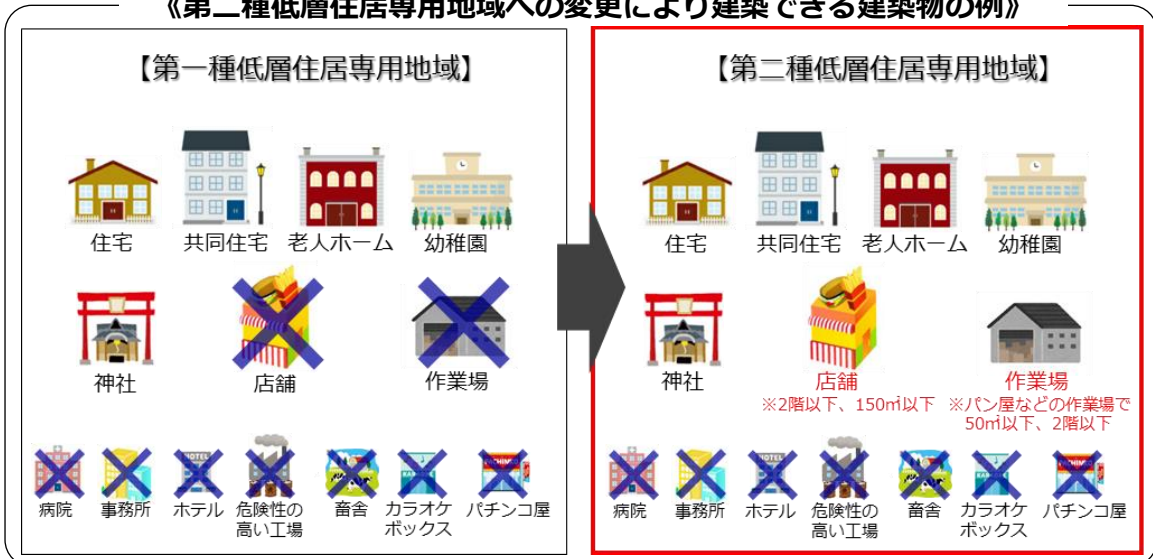 《第二種低層住居専用地域への変更により建築できる建築物の例》
【第一種低層住居専用地域】
住宅
共同住宅
老人ホーム
幼稚園
神社
店舗
作業場
HOTEL
病院
事務所
ホテル
危険性の
高い工場
畜舎
カラオケ
ボックス
パチンコ屋
【第二種低層住居専用地域】
住宅
共同住宅
老人ホーム
幼稚園
神社
店舗
※2階以下、150㎡以下
作業場
※パン屋などの作業場で
50㎡以下、2階以下
HOTEL
病院
事務所
ホテル
危険性の
高い工場
畜舎
カラオケ
ボックス
パチンコ屋